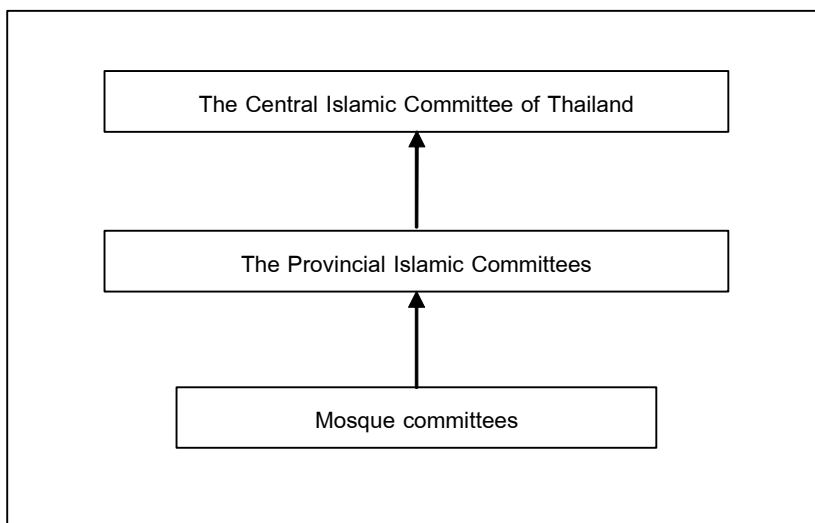 The Central Islamic Committee of Thailand
The Provincial Islamic Committees
Mosque committees